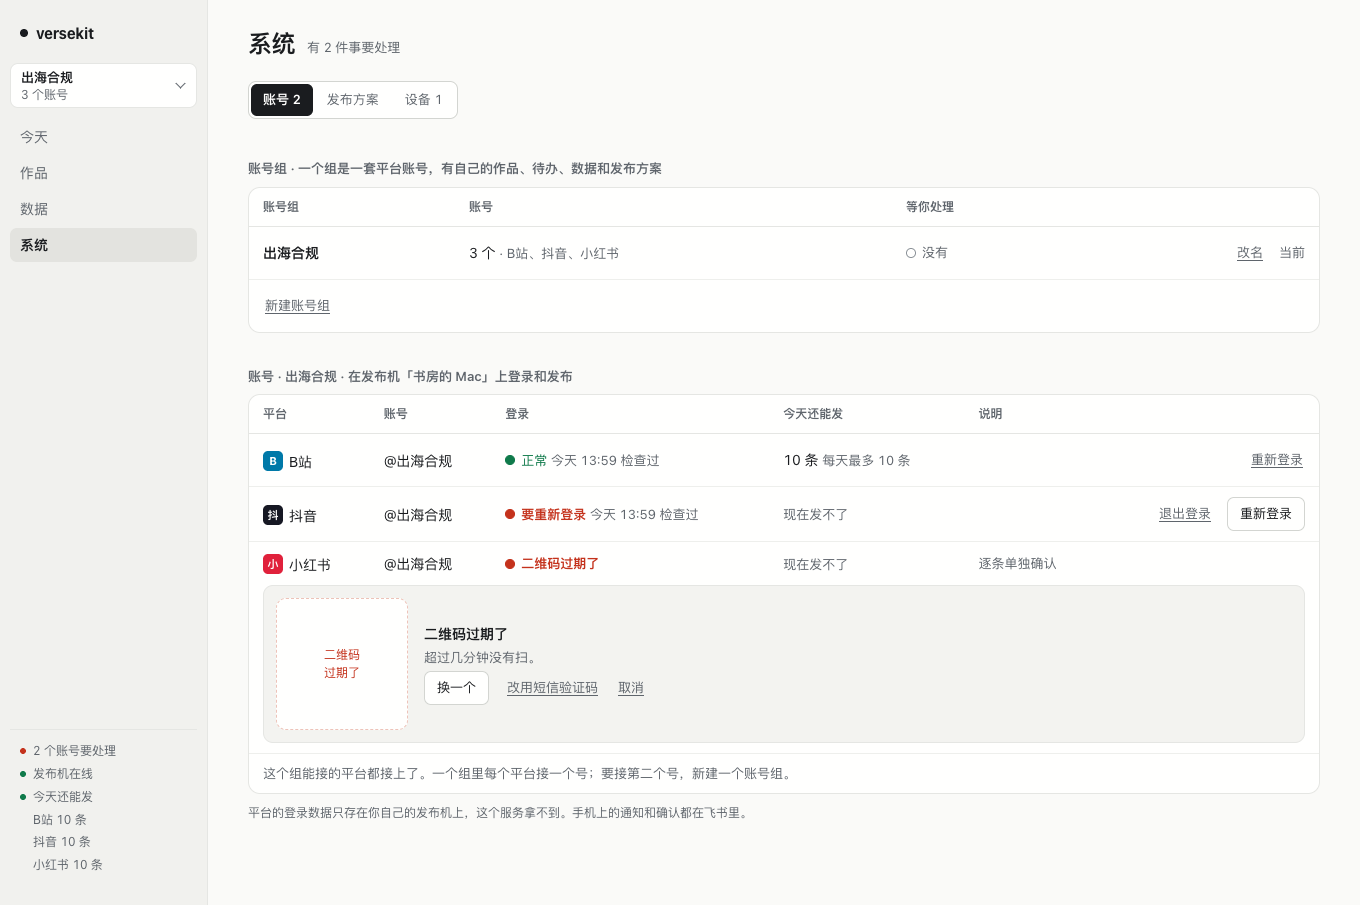 versekit
出海合规
3 个账号
今天
作品
数据
系统
2 个账号要处理
发布机在线
今天还能发
B站 10 条
抖音 10 条
小红书 10 条
系统 有 2 件事要处理
账号 2 发布方案 设备 1
账号组 · 一个组是一套平台账号，有自己的作品、待办、数据和发布方案
账号组 账号 等你处理
出海合规 3 个 · B站、抖音、小红书 没有 改名 当前
新建账号组
账号 · 出海合规 · 在发布机「书房的 Mac」上登录和发布
平台 账号 登录 今天还能发 说明
B B站 @出海合规 正常 今天 13:59 检查过 10 条 每天最多 10 条 重新登录
抖 抖音 @出海合规 要重新登录 今天 13:59 检查过 现在发不了 退出登录 重新登录
小 小红书 @出海合规 二维码过期了 现在发不了 逐条单独确认
二维码
过期了
二维码过期了
超过几分钟没有扫。
换一个 改用短信验证码 取消
这个组能接的平台都接上了。一个组里每个平台接一个号；要接第二个号，新建一个账号组。
平台的登录数据只存在你自己的发布机上，这个服务拿不到。手机上的通知和确认都在飞书里。